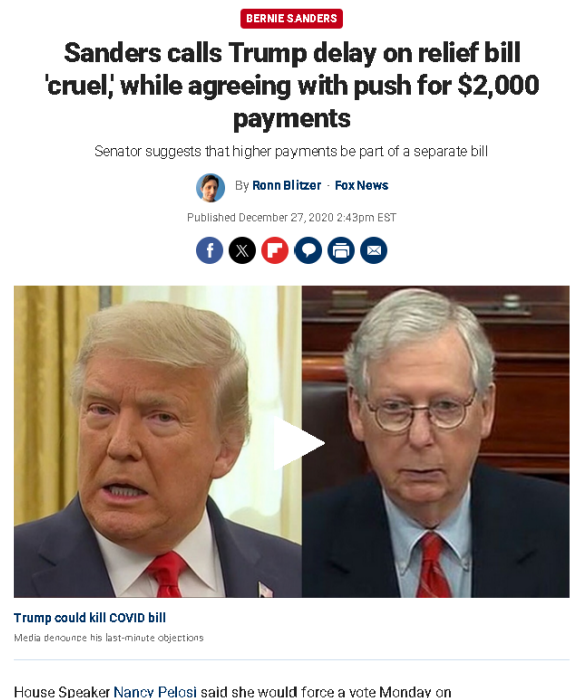 BERNIE SANDERS
Sanders calls Trump delay on relief bill
'cruel,' while agreeing with push for $2,000
payments
Senator suggests that higher payments be part of a separate bill
By Ronn Blitzer · Fox News
Published December 27, 2020 2:43pm EST
Trump could kill COVID bill
Media denounce his last-minute objections
House Speaker Nancy Pelosi said she would force a vote Monday on